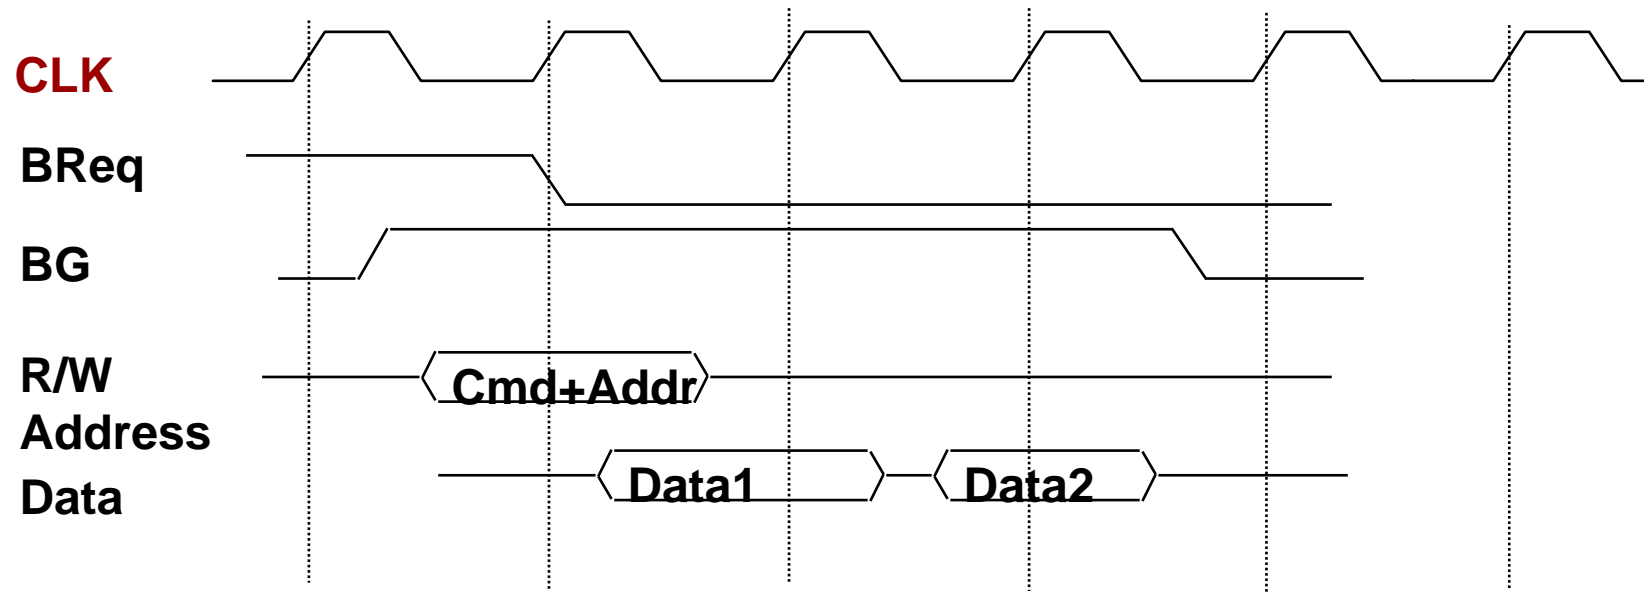 CLK
BReq
BG
R/W
Cmd+Addr
Address
Data
Data1
Data2